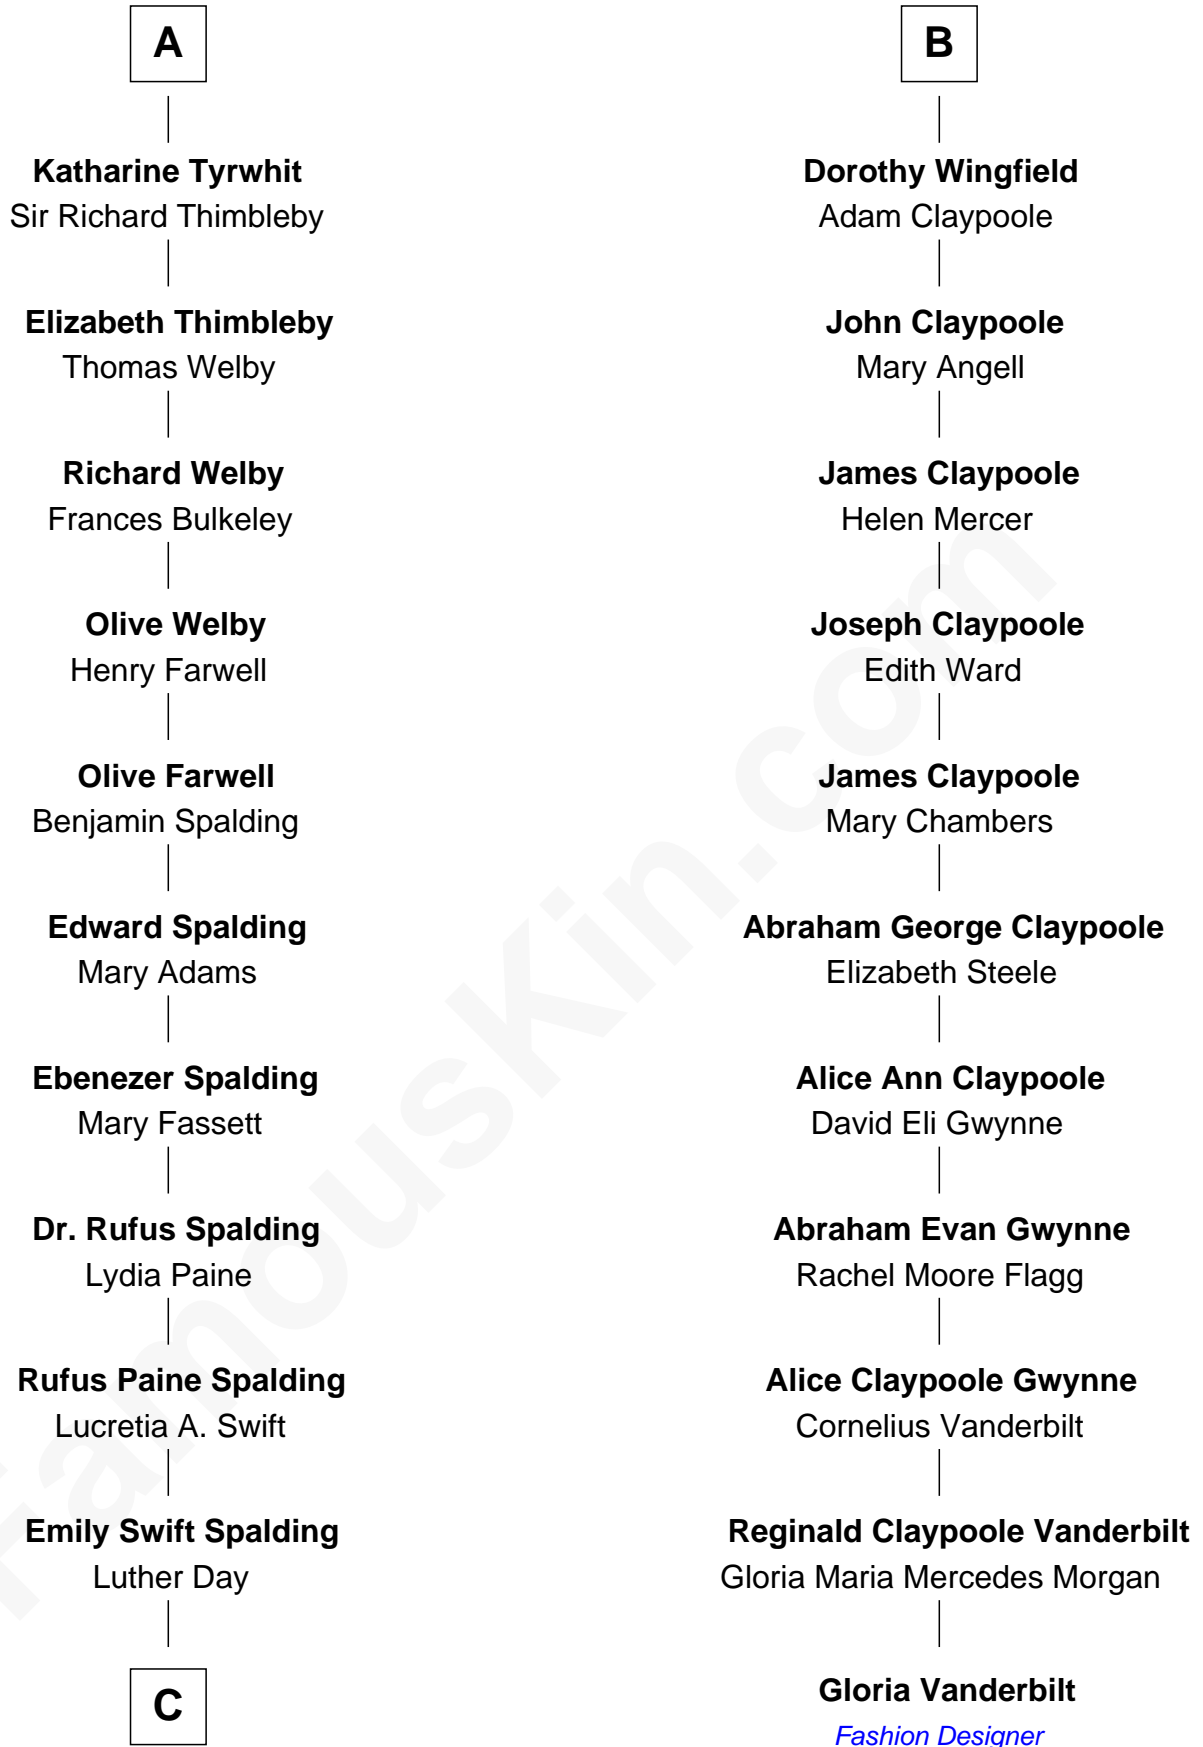 A
Katharine Tyrwhit
Sir Richard Thimbleby
Elizabeth Thimbleby
Thomas Welby
Richard Welby
Frances Bulkeley
Olive Welby
Henry Farwell
Olive Farwell
Benjamin Spalding
Edward Spalding
Mary Adams
Ebenezer Spalding
Mary Fassett
Dr. Rufus Spalding
Lydia Paine
Rufus Paine Spalding
Lucretia A. Swift
Emily Swift Spalding
Luther Day
C
B
Dorothy Wingfield
Adam Claypoole
John Claypoole
Mary Angell
James Claypoole
Helen Mercer
Joseph Claypoole
Edith Ward
James Claypoole
Mary Chambers
Abraham George Claypoole
Elizabeth Steele
Alice Ann Claypoole
David Eli Gwynne
Abraham Evan Gwynne
Rachel Moore Flagg
Alice Claypoole Gwynne
Cornelius Vanderbilt
Reginald Claypoole Vanderbilt
Gloria Maria Mercedes Morgan
Gloria Vanderbilt
Fashion Designer
FamousKin.com